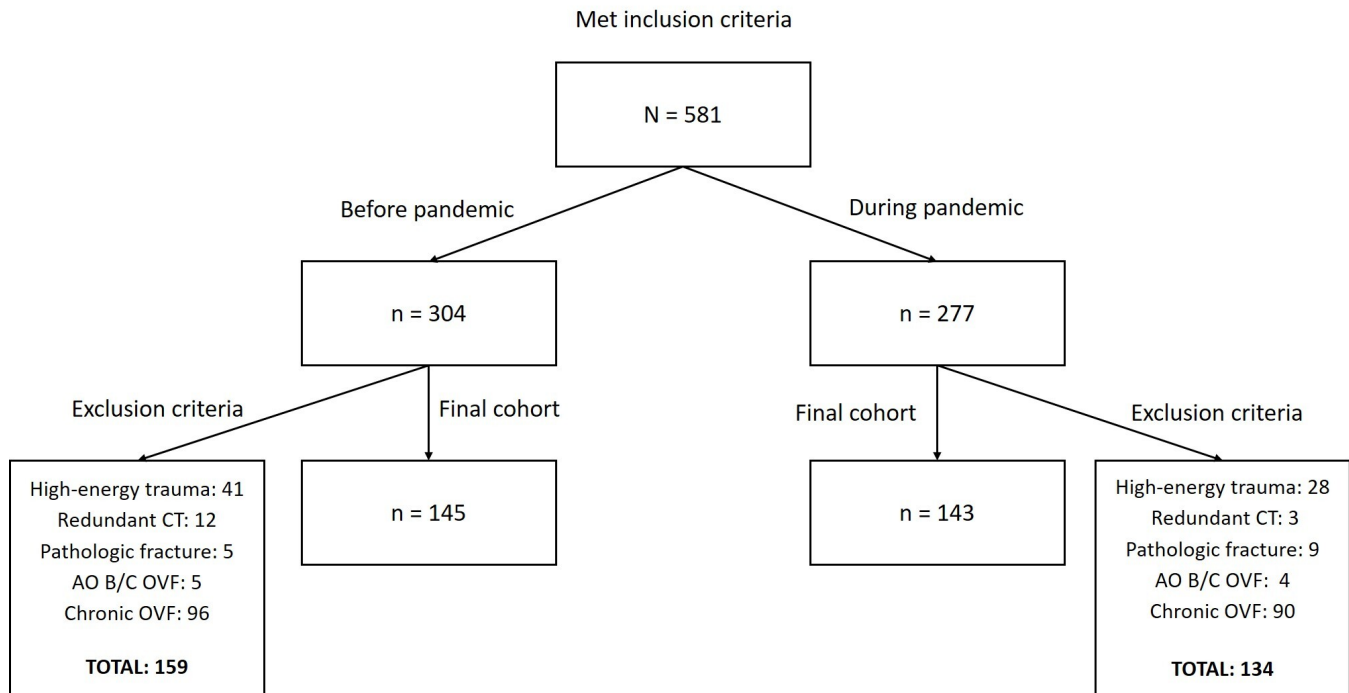 Met inclusion criteria
N = 581
Before pandemic
During pandemic
n = 304
n = 277
Exclusion criteria
Final cohort
Final cohort
Exclusion criteria
High-energy trauma: 41
Redundant CT: 12
Pathologic fracture: 5
AO B/C OVF: 5
Chronic OVF: 96
TOTAL: 159
n = 145
n = 143
High-energy trauma: 28
Redundant CT: 3
Pathologic fracture: 9
AO B/C OVF: 4
Chronic OVF: 90
TOTAL: 134